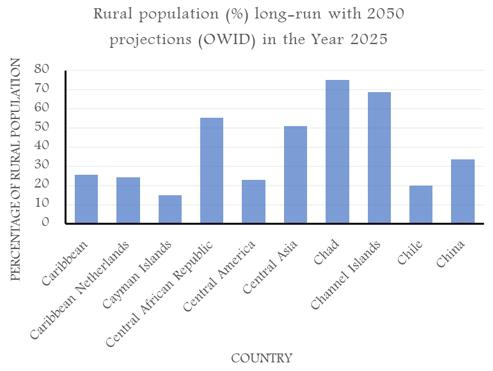 Rural population (%) long-run with 2050
projections (OWID) in the Year 2025
PERCENTAGE OF RURAL POPULATION
80
70
60
50
40
30
20
10
0
Caribbean
Caribbean Netherlands
Cayman Islands
Central African Republic
Central America
Central Asia
Chad
Channel Islands
Chile
China
COUNTRY